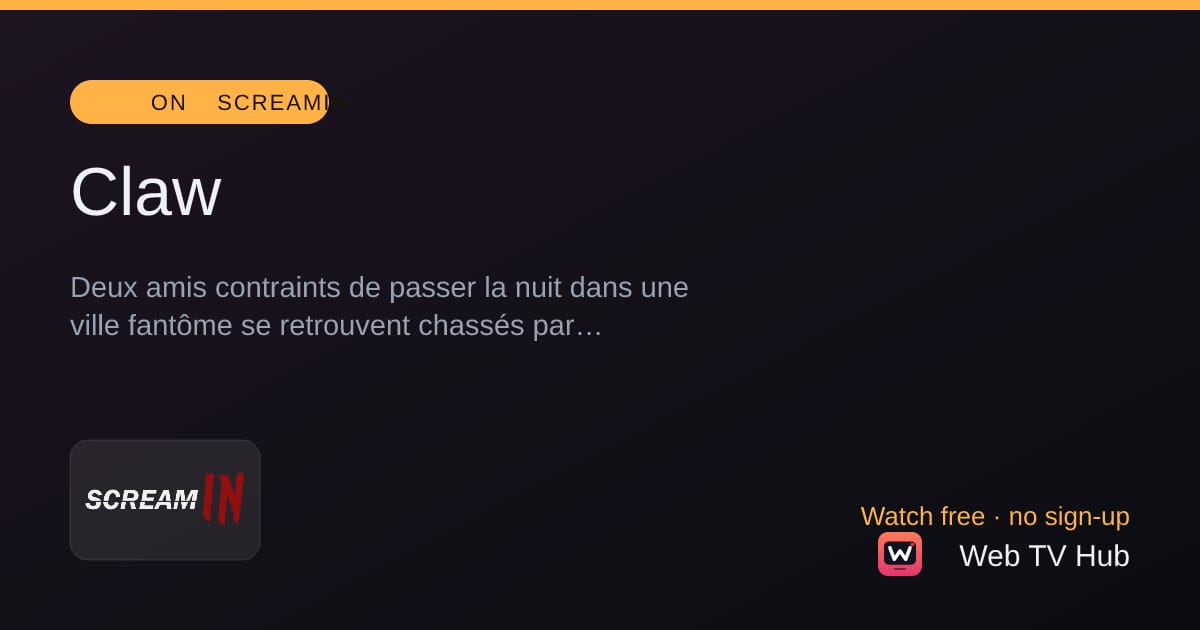 ON SCREAMIN
Claw
Deux amis contraints de passer la nuit dans une
ville fantôme se retrouvent chassés par…
SCREAM IN
Watch free · no sign-up
W
Web TV Hub